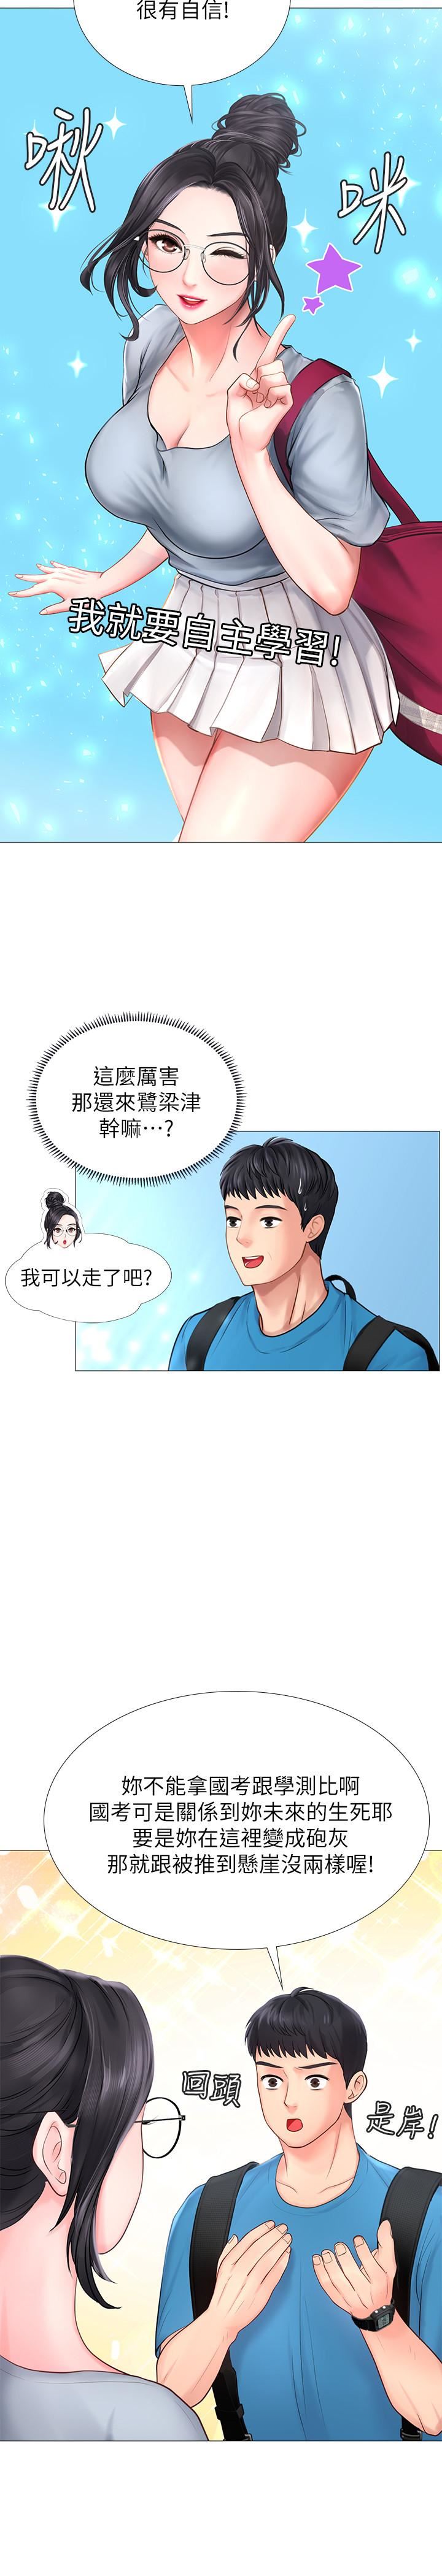 很有自信!
啾
咪
我就要自主學習!
這麼厲害
那還來鷺梁津
幹嘛⋯?
我可以走了吧?
妳不能拿國考跟學測比啊
國考可是關係到妳未來的生死耶
要是妳在這裡變成砲灰
那就跟被推到懸崖沒兩樣喔!
回頭
是岸!